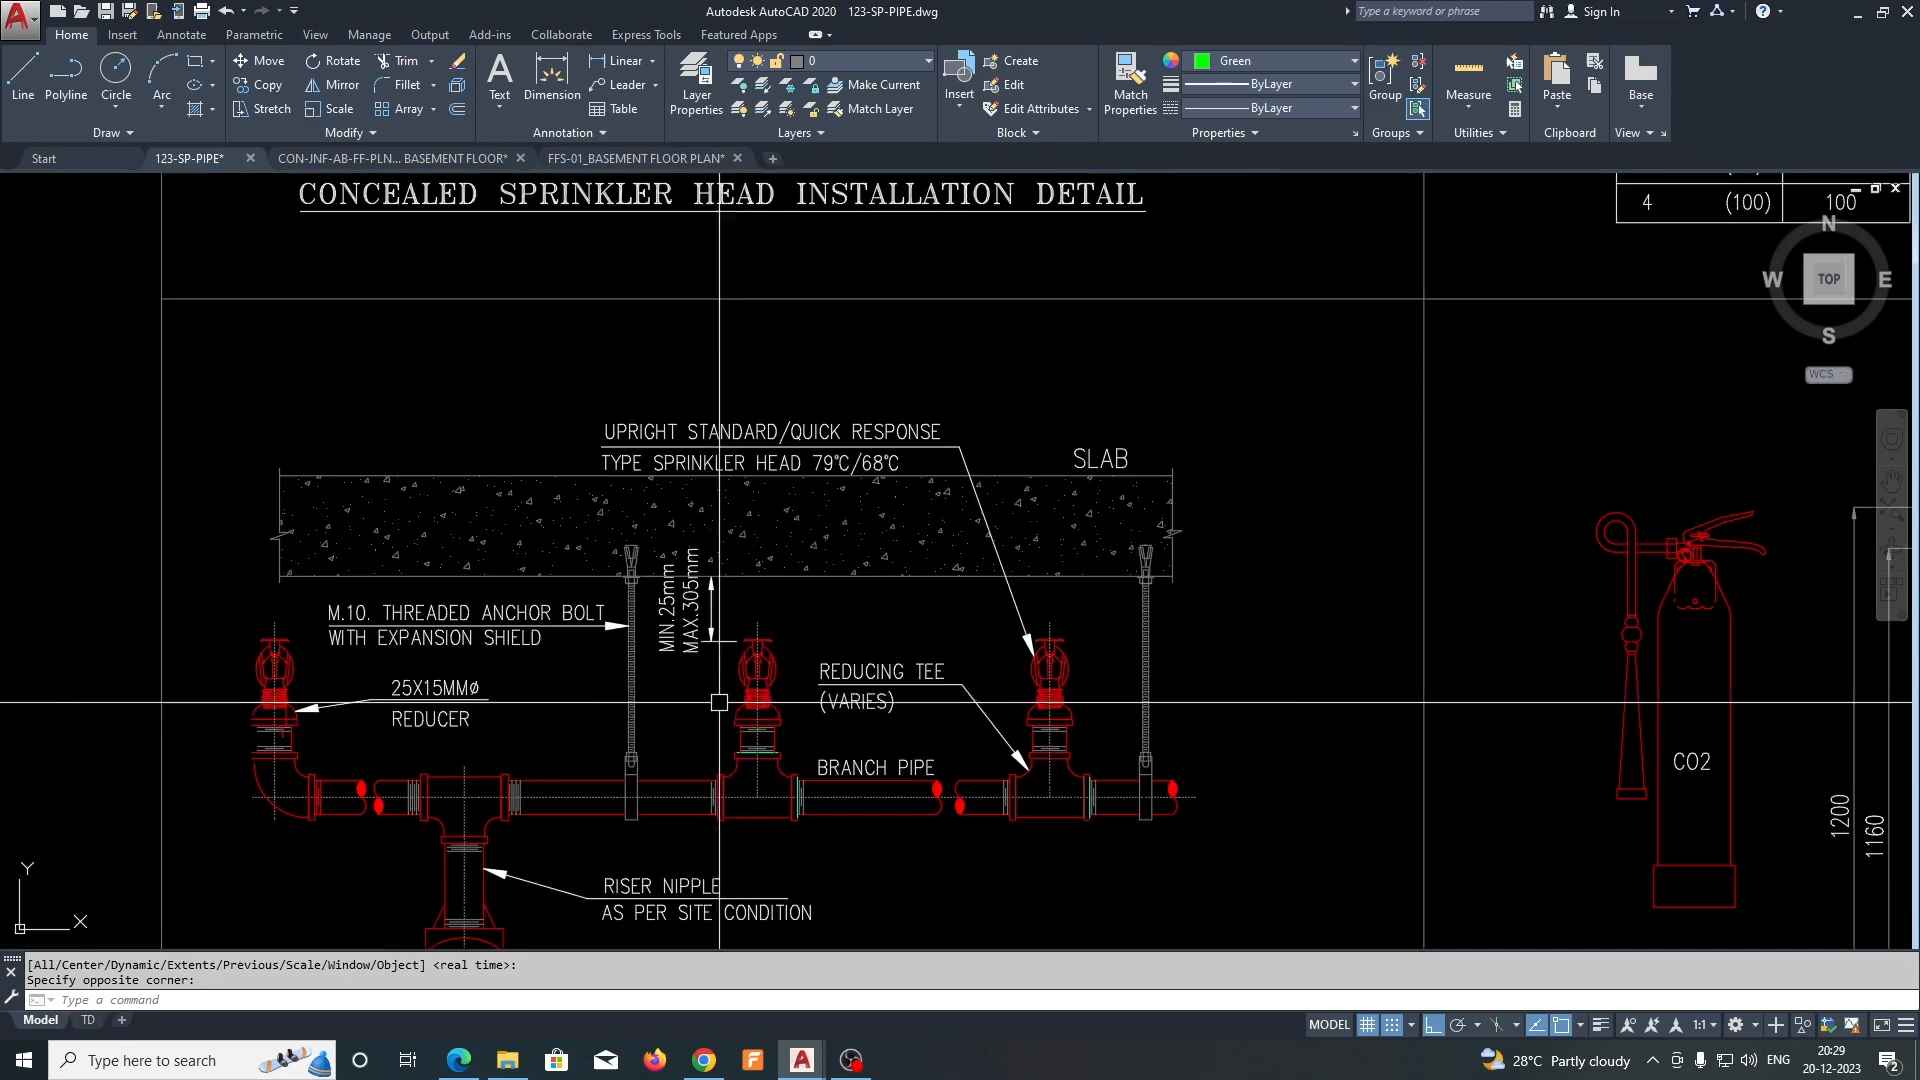 Autodesk AutoCAD 2020 123-SP-PIPE.dwg
Type a keyword or phrase
Sign In
Home Insert Annotate Parametric View Manage Output Add-ins Collaborate Express Tools Featured Apps
Line Polyline Circle Arc
Move Rotate Trim
Copy Mirror Fillet
Stretch Scale Array
Text Dimension
Linear
Leader
Table
Layer Properties
0
Make Current
Match Layer
Insert
Create
Edit
Edit Attributes
Match Properties
Green
ByLayer
ByLayer
Group
Measure
Paste
Base
Draw Modify Annotation Layers Block Properties Groups Utilities Clipboard View
Start 123-SP-PIPE* CON-JNF-AB-FF-PLN... BASEMENT FLOOR* FFS-01_BASEMENT FLOOR PLAN*
CONCEALED SPRINKLER HEAD INSTALLATION DETAIL
4 (100) 100
N
W TOP E
S
WCS
UPRIGHT STANDARD/QUICK RESPONSE
TYPE SPRINKLER HEAD 79℃/68℃
SLAB
MIN.25mm
MAX.305mm
M.10. THREADED ANCHOR BOLT
WITH EXPANSION SHIELD
25X15MMø
REDUCER
REDUCING TEE
(VARIES)
BRANCH PIPE
RISER NIPPLE
AS PER SITE CONDITION
CO2
1200
1160
Y
X
[All/Center/Dynamic/Extents/Previous/Scale/Window/Object] <real time>:
Specify opposite corner:
Type a command
Model TD
MODEL 1:1
Type here to search
28°C Partly cloudy
ENG
20:29
20-12-2023
2